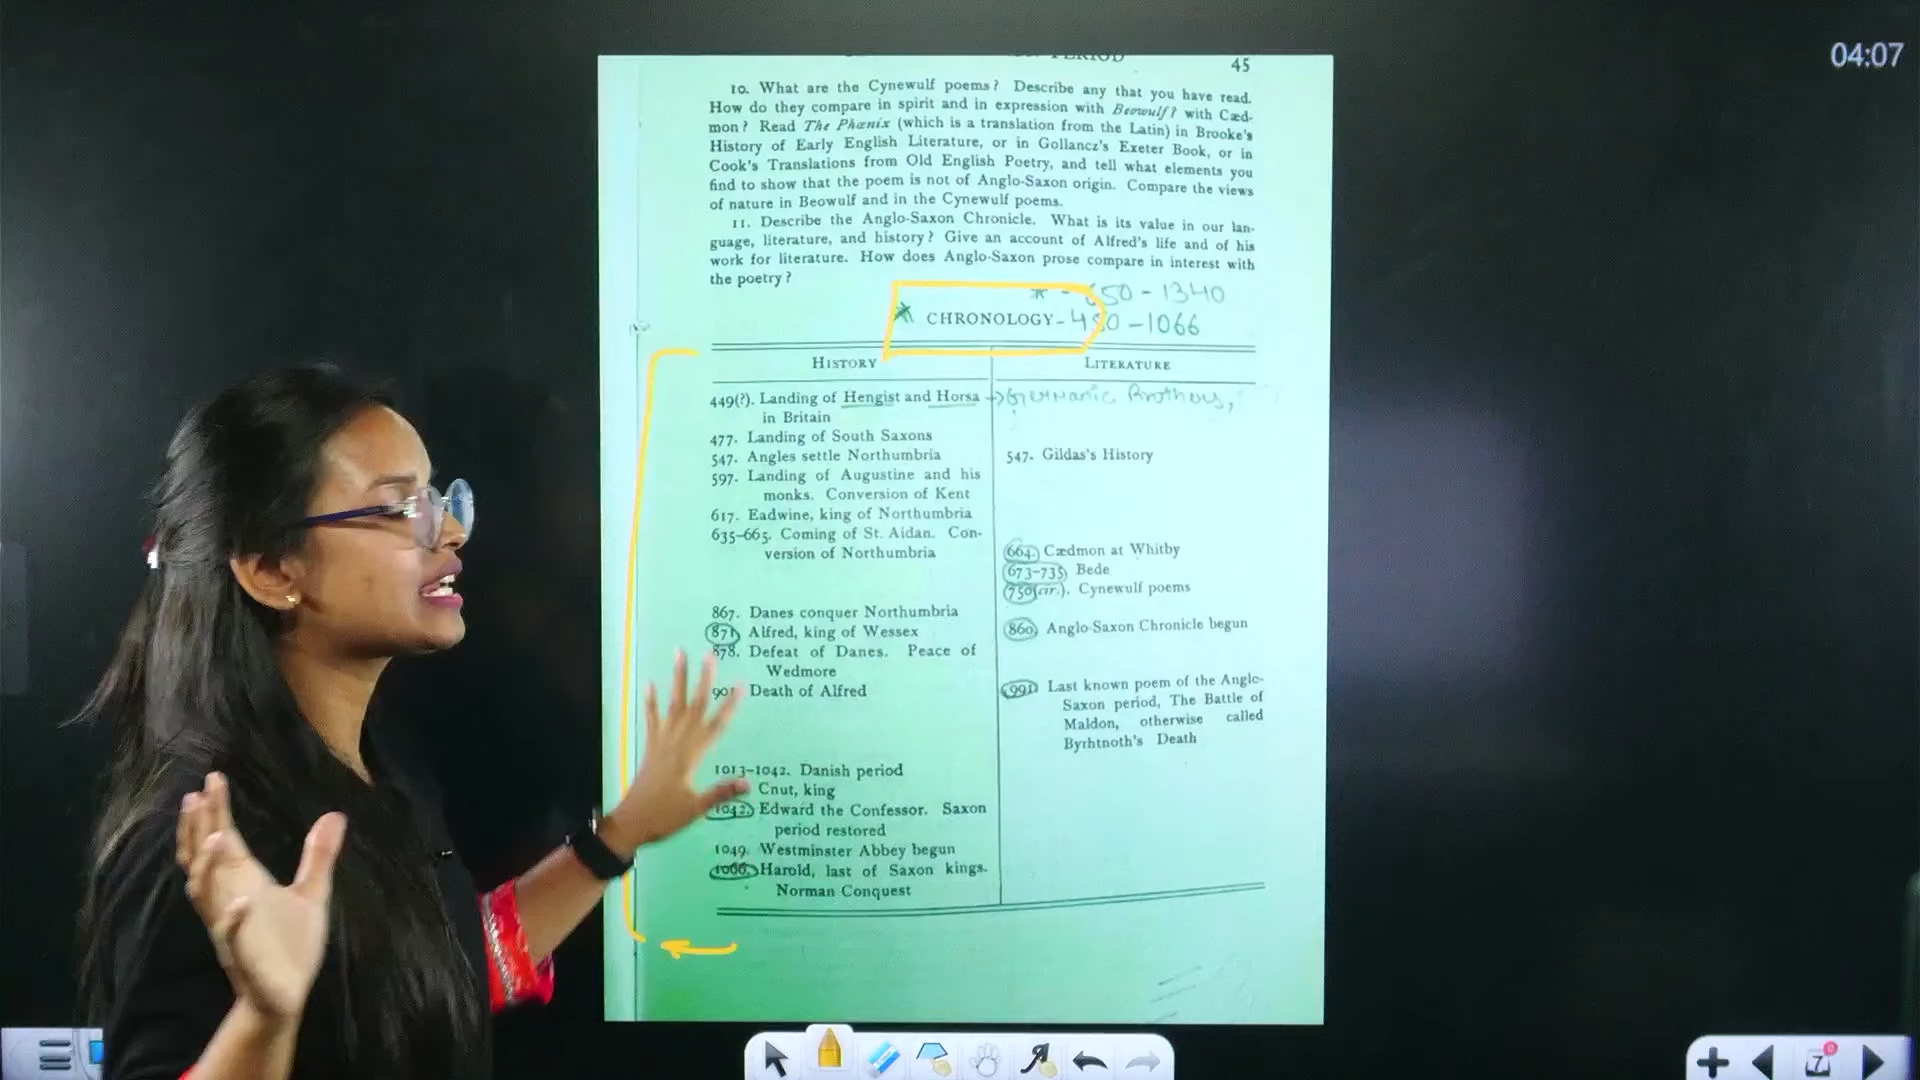 04:07
PERIOD
45
10. What are the Cynewulf poems? Describe any that you have read.
How do they compare in spirit and in expression with Beowulf? with Cæd-
mon? Read The Phœnix (which is a translation from the Latin) in Brooke's
History of Early English Literature, or in Gollancz's Exeter Book, or in
Cook's Translations from Old English Poetry, and tell what elements you
find to show that the poem is not of Anglo-Saxon origin. Compare the views
of nature in Beowulf and in the Cynewulf poems.
11. Describe the Anglo-Saxon Chronicle. What is its value in our lan-
guage, literature, and history? Give an account of Alfred's life and of his
work for literature. How does Anglo-Saxon prose compare in interest with
the poetry?
* - 650 - 1340
* CHRONOLOGY - 450 - 1066
HISTORY
LITERATURE
449(?). Landing of Hengist and Horsa → Germanic Brothers,
in Britain
477. Landing of South Saxons
547. Angles settle Northumbria
547. Gildas's History
597. Landing of Augustine and his
monks. Conversion of Kent
617. Eadwine, king of Northumbria
635-665. Coming of St. Aidan. Con-
version of Northumbria
664. Cædmon at Whitby
673-735. Bede
750(cir.). Cynewulf poems
867. Danes conquer Northumbria
871. Alfred, king of Wessex
860. Anglo-Saxon Chronicle begun
878. Defeat of Danes. Peace of
Wedmore
901. Death of Alfred
991. Last known poem of the Anglo-
Saxon period, The Battle of
Maldon, otherwise called
Byrhtnoth's Death
1013-1042. Danish period
Cnut, king
1042. Edward the Confessor. Saxon
period restored
1049. Westminster Abbey begun
1066. Harold, last of Saxon kings.
Norman Conquest
7